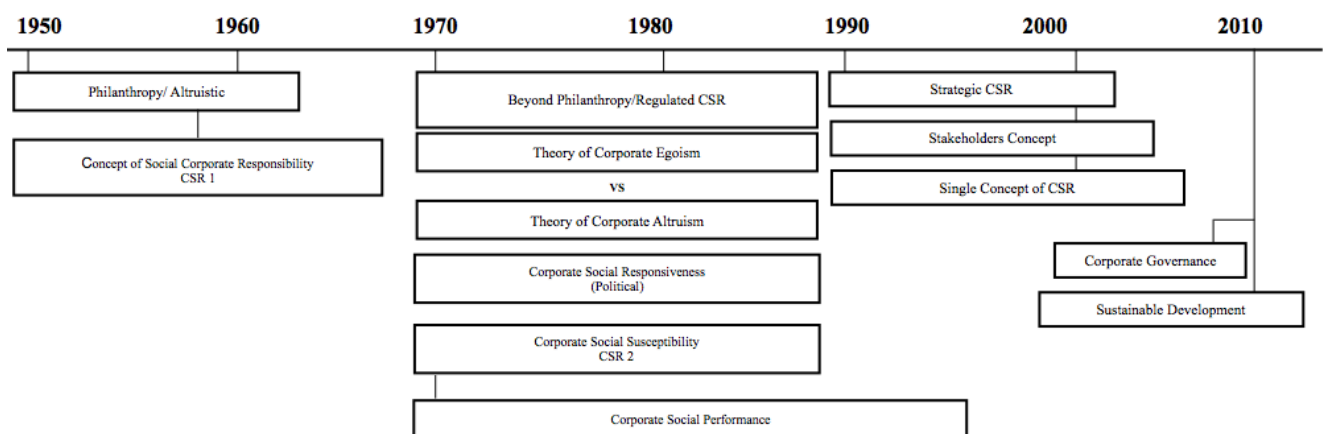 1950 1960 1970 1980 1990 2000 2010
Philanthropy/ Altruistic
Concept of Social Corporate Responsibility
CSR 1
Beyond Philanthropy/Regulated CSR
Theory of Corporate Egoism
vs
Theory of Corporate Altruism
Corporate Social Responsiveness
(Political)
Corporate Social Susceptibility
CSR 2
Corporate Social Performance
Strategic CSR
Stakeholders Concept
Single Concept of CSR
Corporate Governance
Sustainable Development